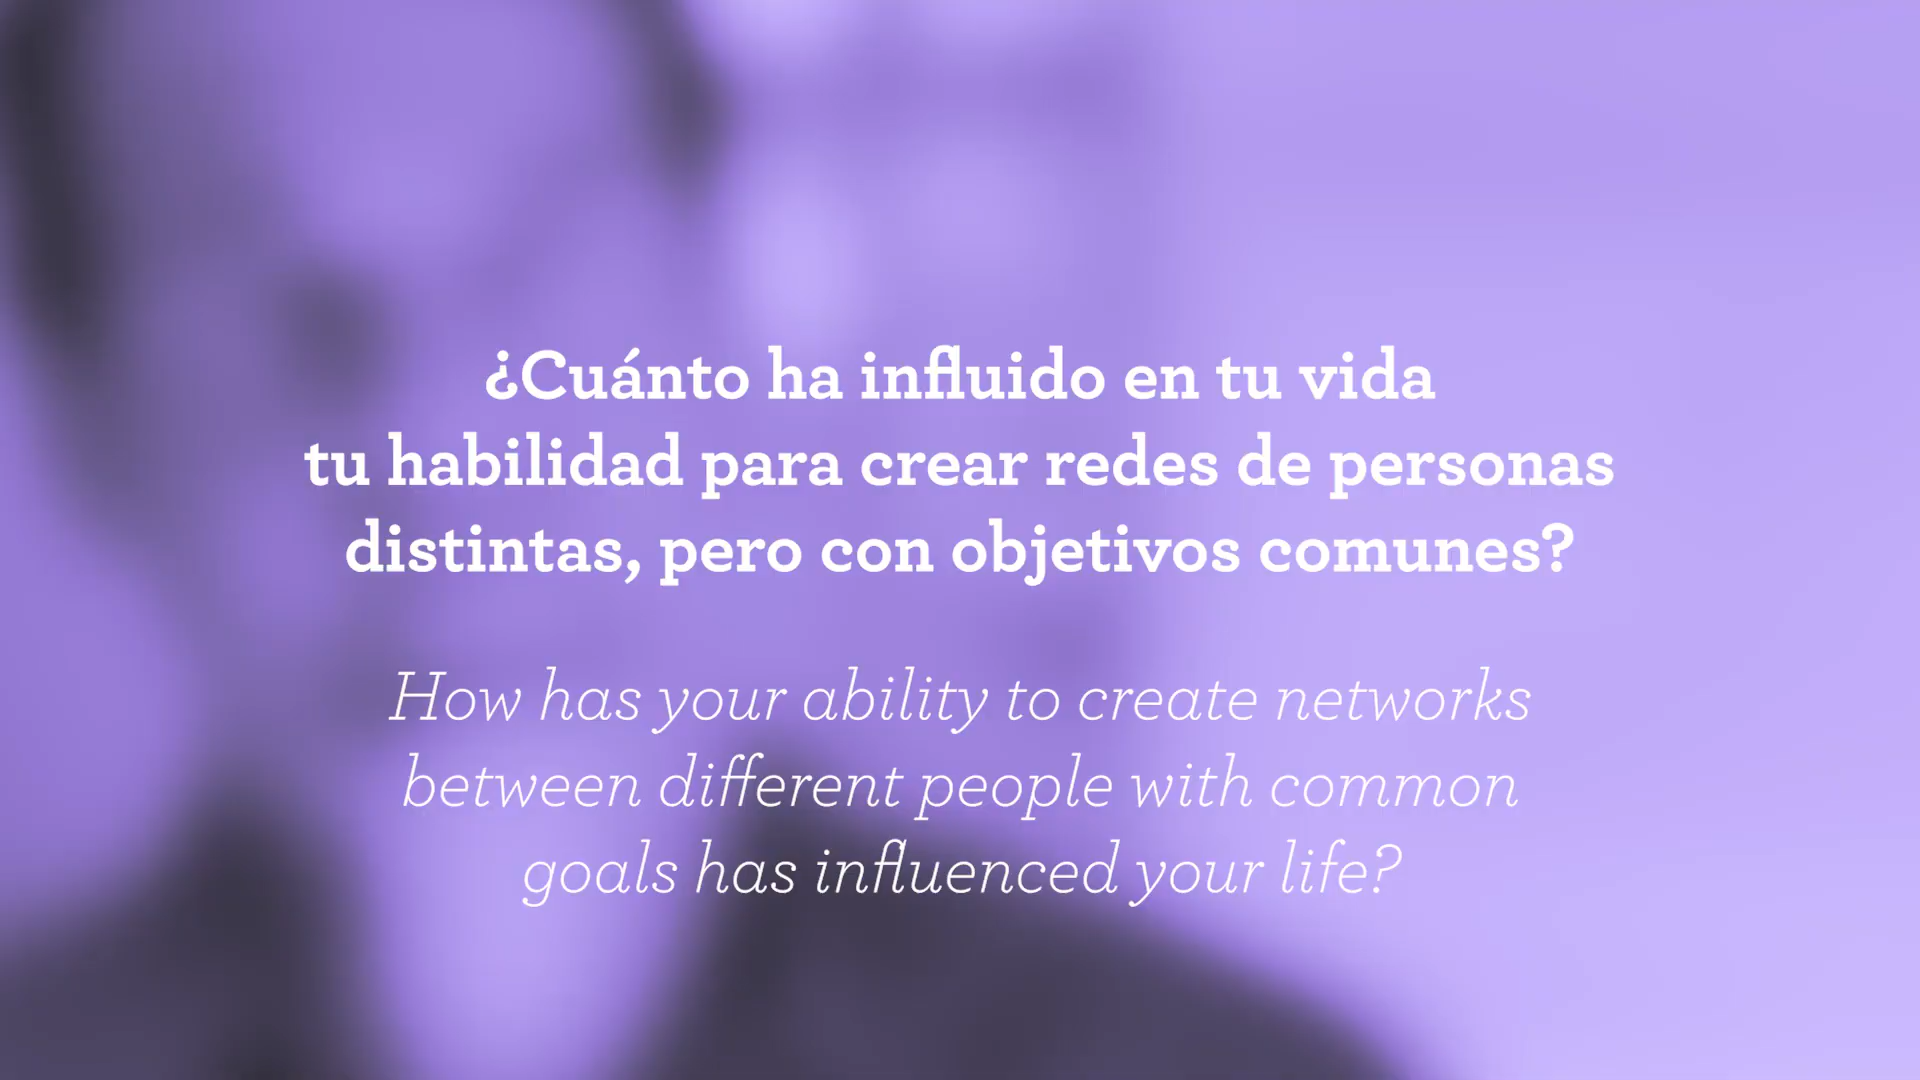 ¿Cuánto ha influido en tu vida
tu habilidad para crear redes de personas
distintas, pero con objetivos comunes?
How has your ability to create networks
between different people with common
goals has influenced your life?